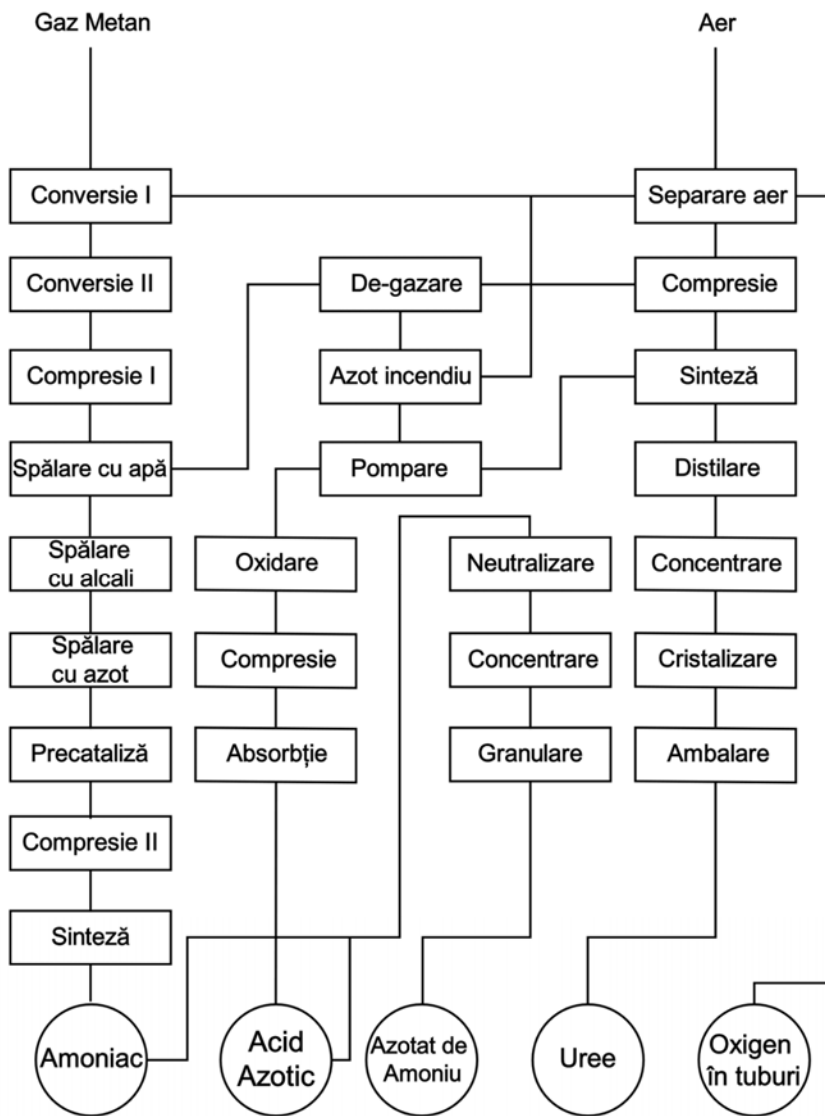 Gaz Metan
Aer
Conversie I
Separare aer
Conversie II
De-gazare
Compresie
Compresie I
Azot incendiu
Sinteză
Spălare cu apă
Pompare
Distilare
Spălare
cu alcali
Oxidare
Neutralizare
Concentrare
Spălare
cu azot
Compresie
Concentrare
Cristalizare
Precataliză
Absorbție
Granulare
Ambalare
Compresie II
Sinteză
Amoniac
Acid
Azotic
Azotat de
Amoniu
Uree
Oxigen
în tuburi